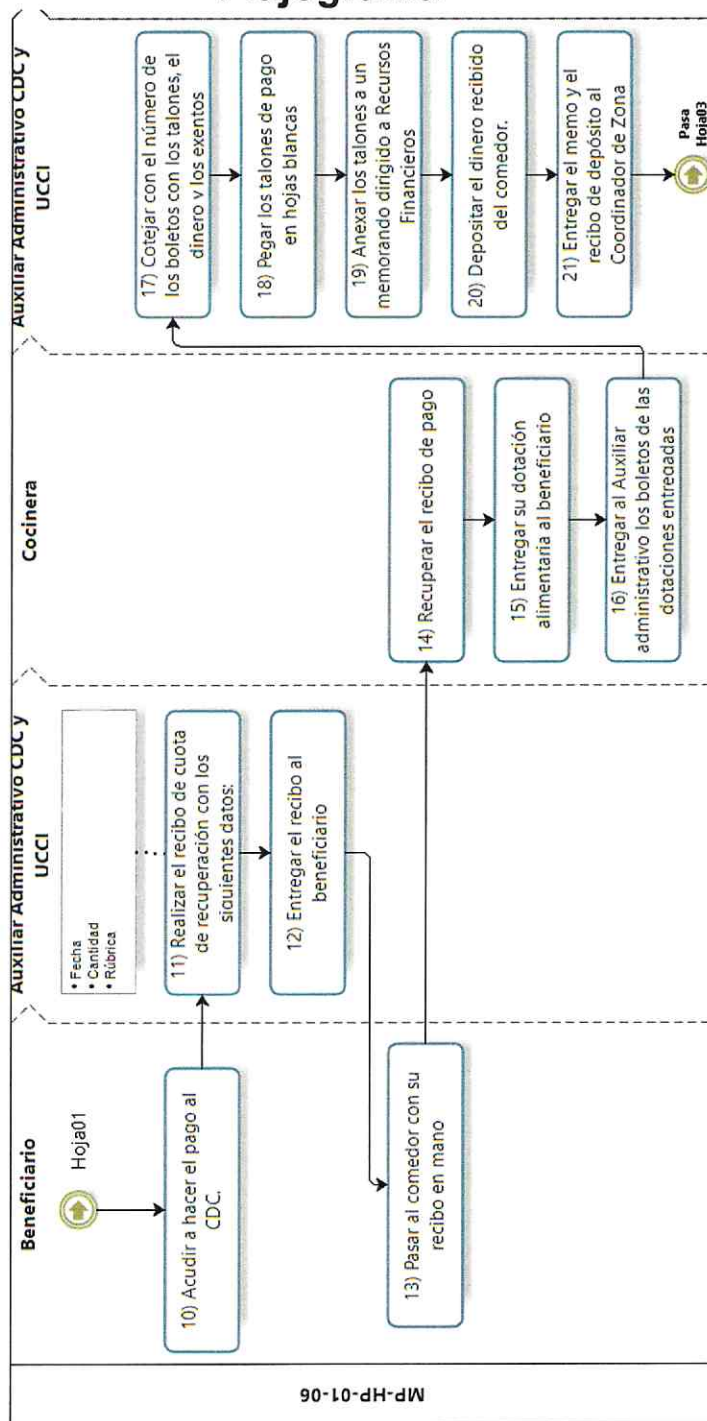 Flujograma
MP-HP-01-06
Beneficiario
Hoja01
10) Acudir a hacer el pago al
CDC.
13) Pasar al comedor con su
recibo en mano
Auxiliar Administrativo CDC y
UCCI
• Fecha
• Cantidad
• Rúbrica
11) Realizar el recibo de cuota
de recuperación con los
siguientes datos:
12) Entregar el recibo al
beneficiario
Cocinera
14) Recuperar el recibo de pago
15) Entregar su dotación
alimentaria al beneficiario
16) Entregar al Auxiliar
administrativo los boletos de las
dotaciones entregadas
Auxiliar Administrativo CDC y
UCCI
17) Cotejar con el número de
los boletos con los talones, el
dinero y los exentos
18) Pegar los talones de pago
en hojas blancas
19) Anexar los talones a un
memorando dirigido a Recursos
Financieros
20) Depositar el dinero recibido
del comedor.
21) Entregar el memo y el
recibo de depósito al
Coordinador de Zona
Pasa
Hoja03